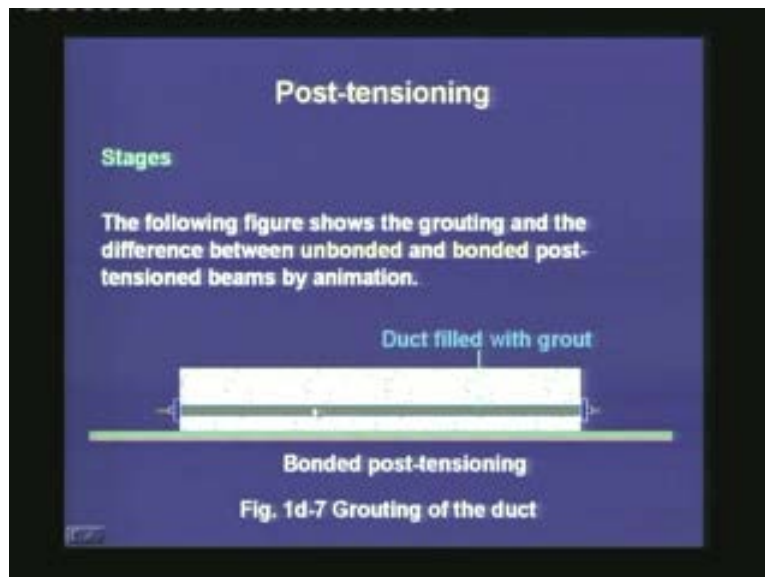 Post-tensioning
Stages
The following figure shows the grouting and the
difference between unbonded and bonded post-
tensioned beams by animation.
Duct filled with grout
Bonded post-tensioning
Fig. 1d-7 Grouting of the duct